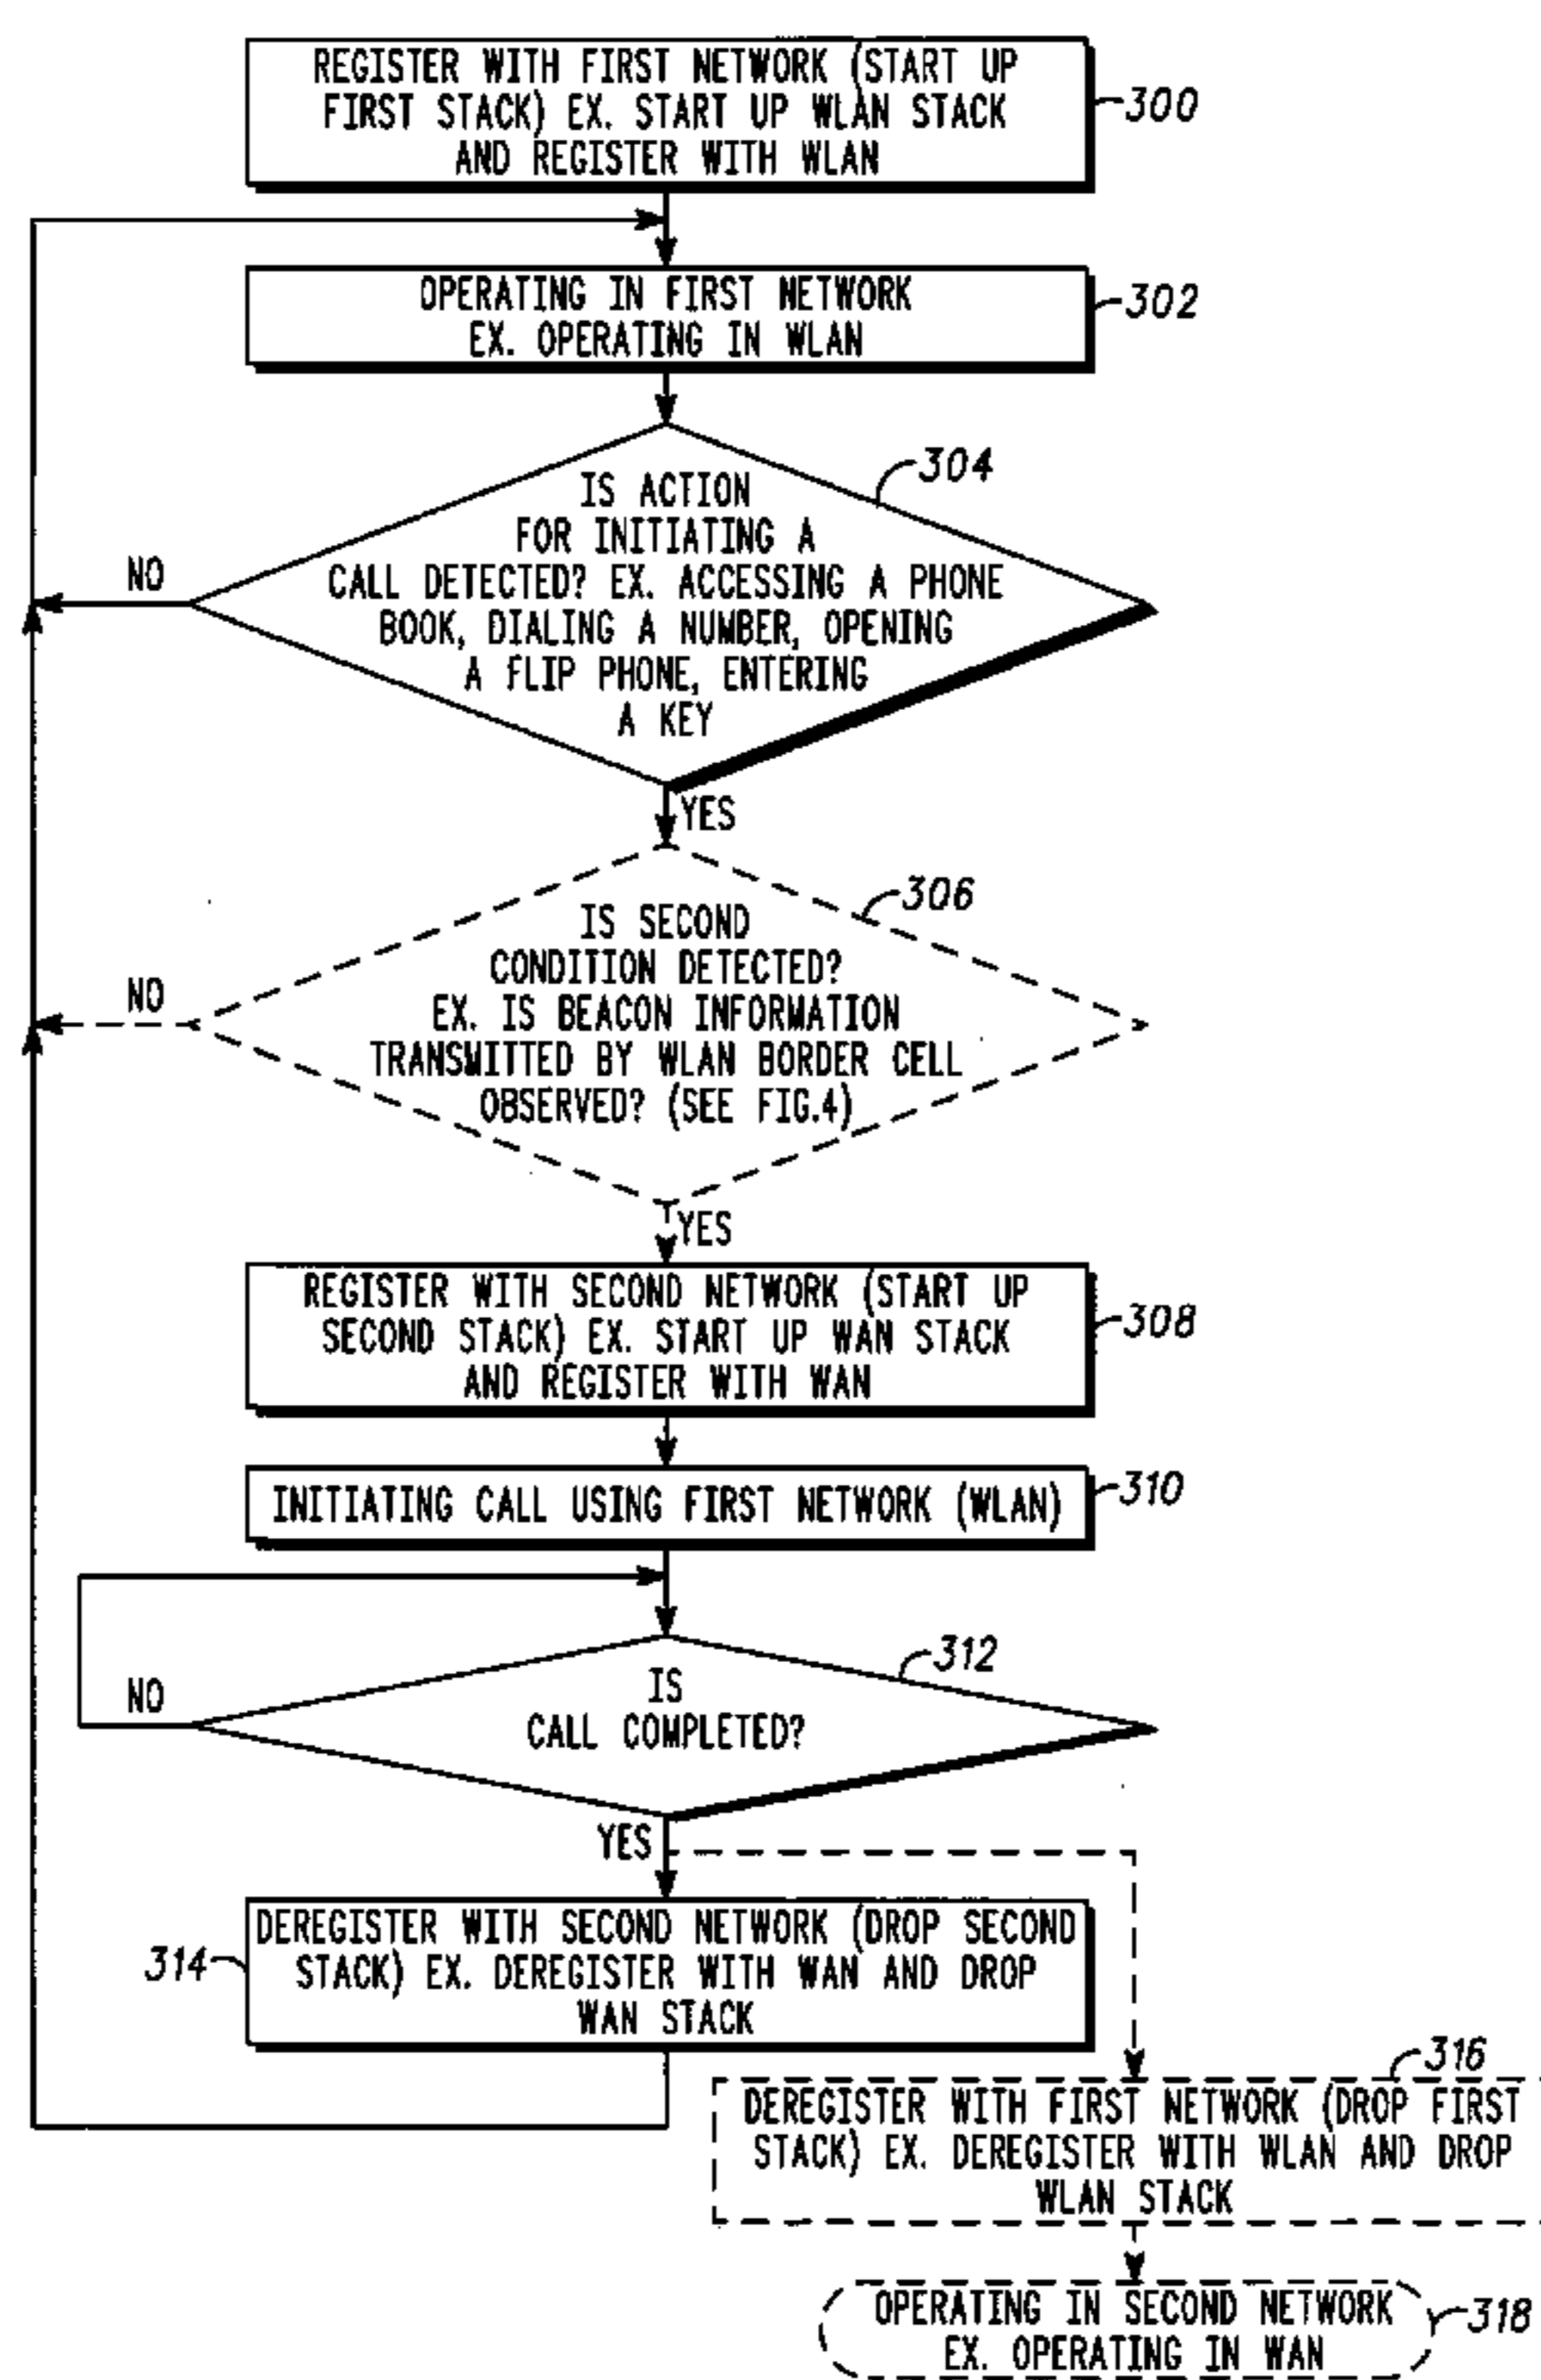 REGISTER WITH FIRST NETWORK (START UP
FIRST STACK) EX. START UP WLAN STACK
AND REGISTER WITH WLAN
300
OPERATING IN FIRST NETWORK
EX. OPERATING IN WLAN
302
304
IS ACTION
FOR INITIATING A
CALL DETECTED? EX. ACCESSING A PHONE
BOOK, DIALING A NUMBER, OPENING
A FLIP PHONE, ENTERING
A KEY
NO
YES
306
IS SECOND
CONDITION DETECTED?
EX. IS BEACON INFORMATION
TRANSMITTED BY WLAN BORDER CELL
OBSERVED? (SEE FIG.4)
NO
YES
REGISTER WITH SECOND NETWORK (START UP
SECOND STACK) EX. START UP WAN STACK
AND REGISTER WITH WAN
308
INITIATING CALL USING FIRST NETWORK (WLAN)
310
312
IS
CALL COMPLETED?
NO
YES
DEREGISTER WITH SECOND NETWORK (DROP SECOND
STACK) EX. DEREGISTER WITH WAN AND DROP
WAN STACK
314
316
DEREGISTER WITH FIRST NETWORK (DROP FIRST
STACK) EX. DEREGISTER WITH WLAN AND DROP
WLAN STACK
OPERATING IN SECOND NETWORK
EX. OPERATING IN WAN
318